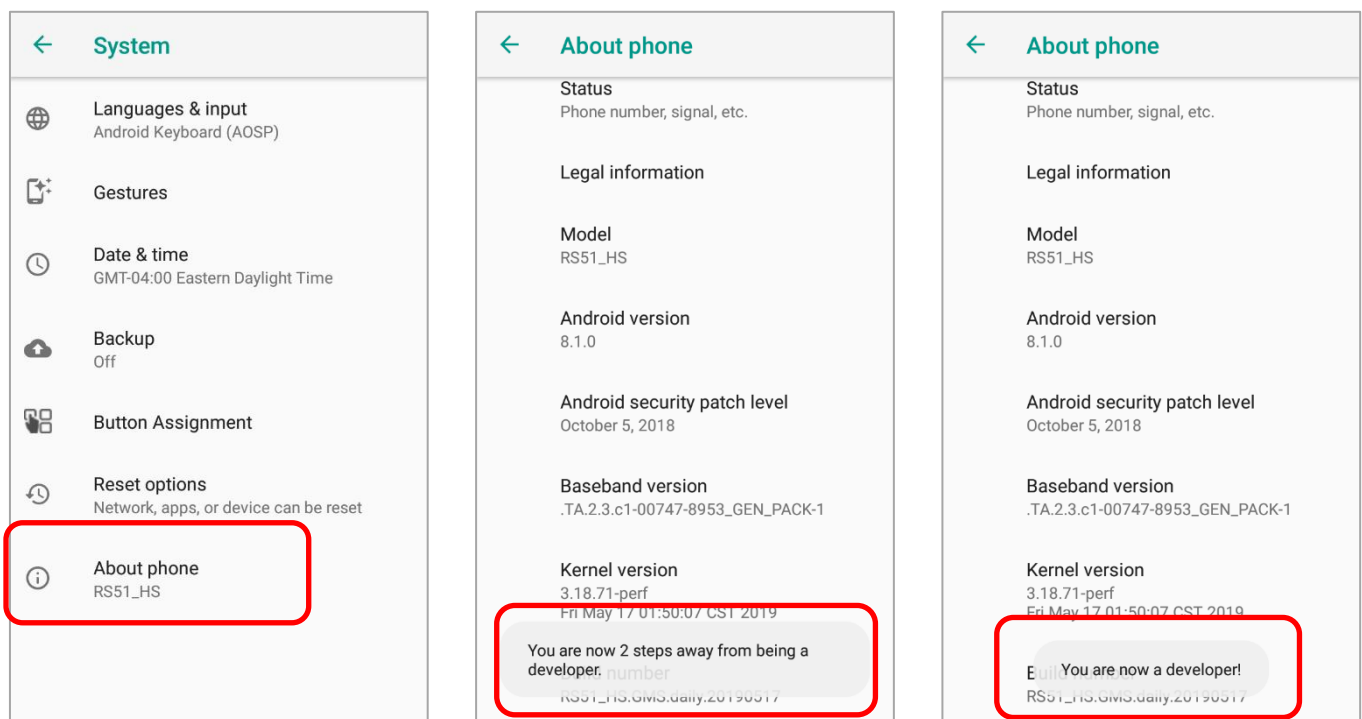 System
Languages & input
Android Keyboard (AOSP)
Gestures
Date & time
GMT-04:00 Eastern Daylight Time
Backup
Off
Button Assignment
Reset options
Network, apps, or device can be reset
About phone
RS51_HS
About phone
Status
Phone number, signal, etc.
Legal information
Model
RS51_HS
Android version
8.1.0
Android security patch level
October 5, 2018
Baseband version
.TA.2.3.c1-00747-8953_GEN_PACK-1
Kernel version
3.18.71-perf
Fri May 17 01:50:07 CST 2019
You are now 2 steps away from being a
developer.
Build number
RS51_HS.GMS.daily.20190517
About phone
Status
Phone number, signal, etc.
Legal information
Model
RS51_HS
Android version
8.1.0
Android security patch level
October 5, 2018
Baseband version
.TA.2.3.c1-00747-8953_GEN_PACK-1
Kernel version
3.18.71-perf
Fri May 17 01:50:07 CST 2019
You are now a developer!
Build number
RS51_HS.GMS.daily.20190517